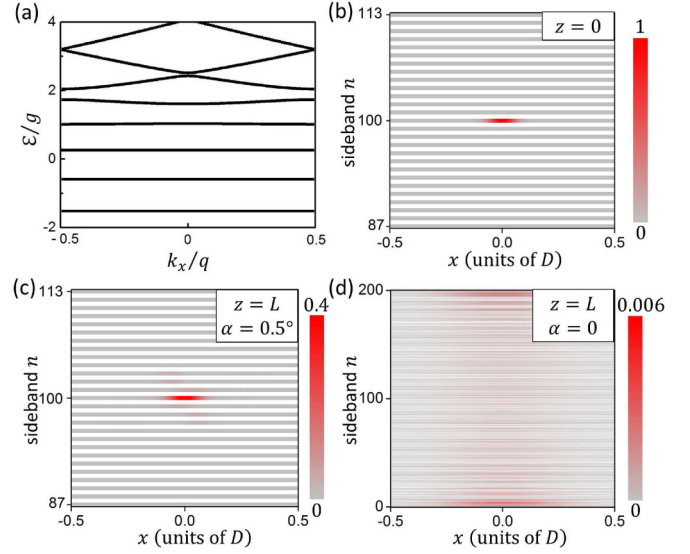 (a)
4
2
0
-2
ℰ/g
-0.5
0
0.5
k_x/q
(b)
113
100
87
sideband n
z = 0
1
0
-0.5
0.0
0.5
x (units of D)
(c)
113
100
87
sideband n
z = L
α = 0.5°
0.4
0
-0.5
0.0
0.5
x (units of D)
(d)
200
100
0
sideband n
z = L
α = 0
0.006
0
-0.5
0.0
0.5
x (units of D)